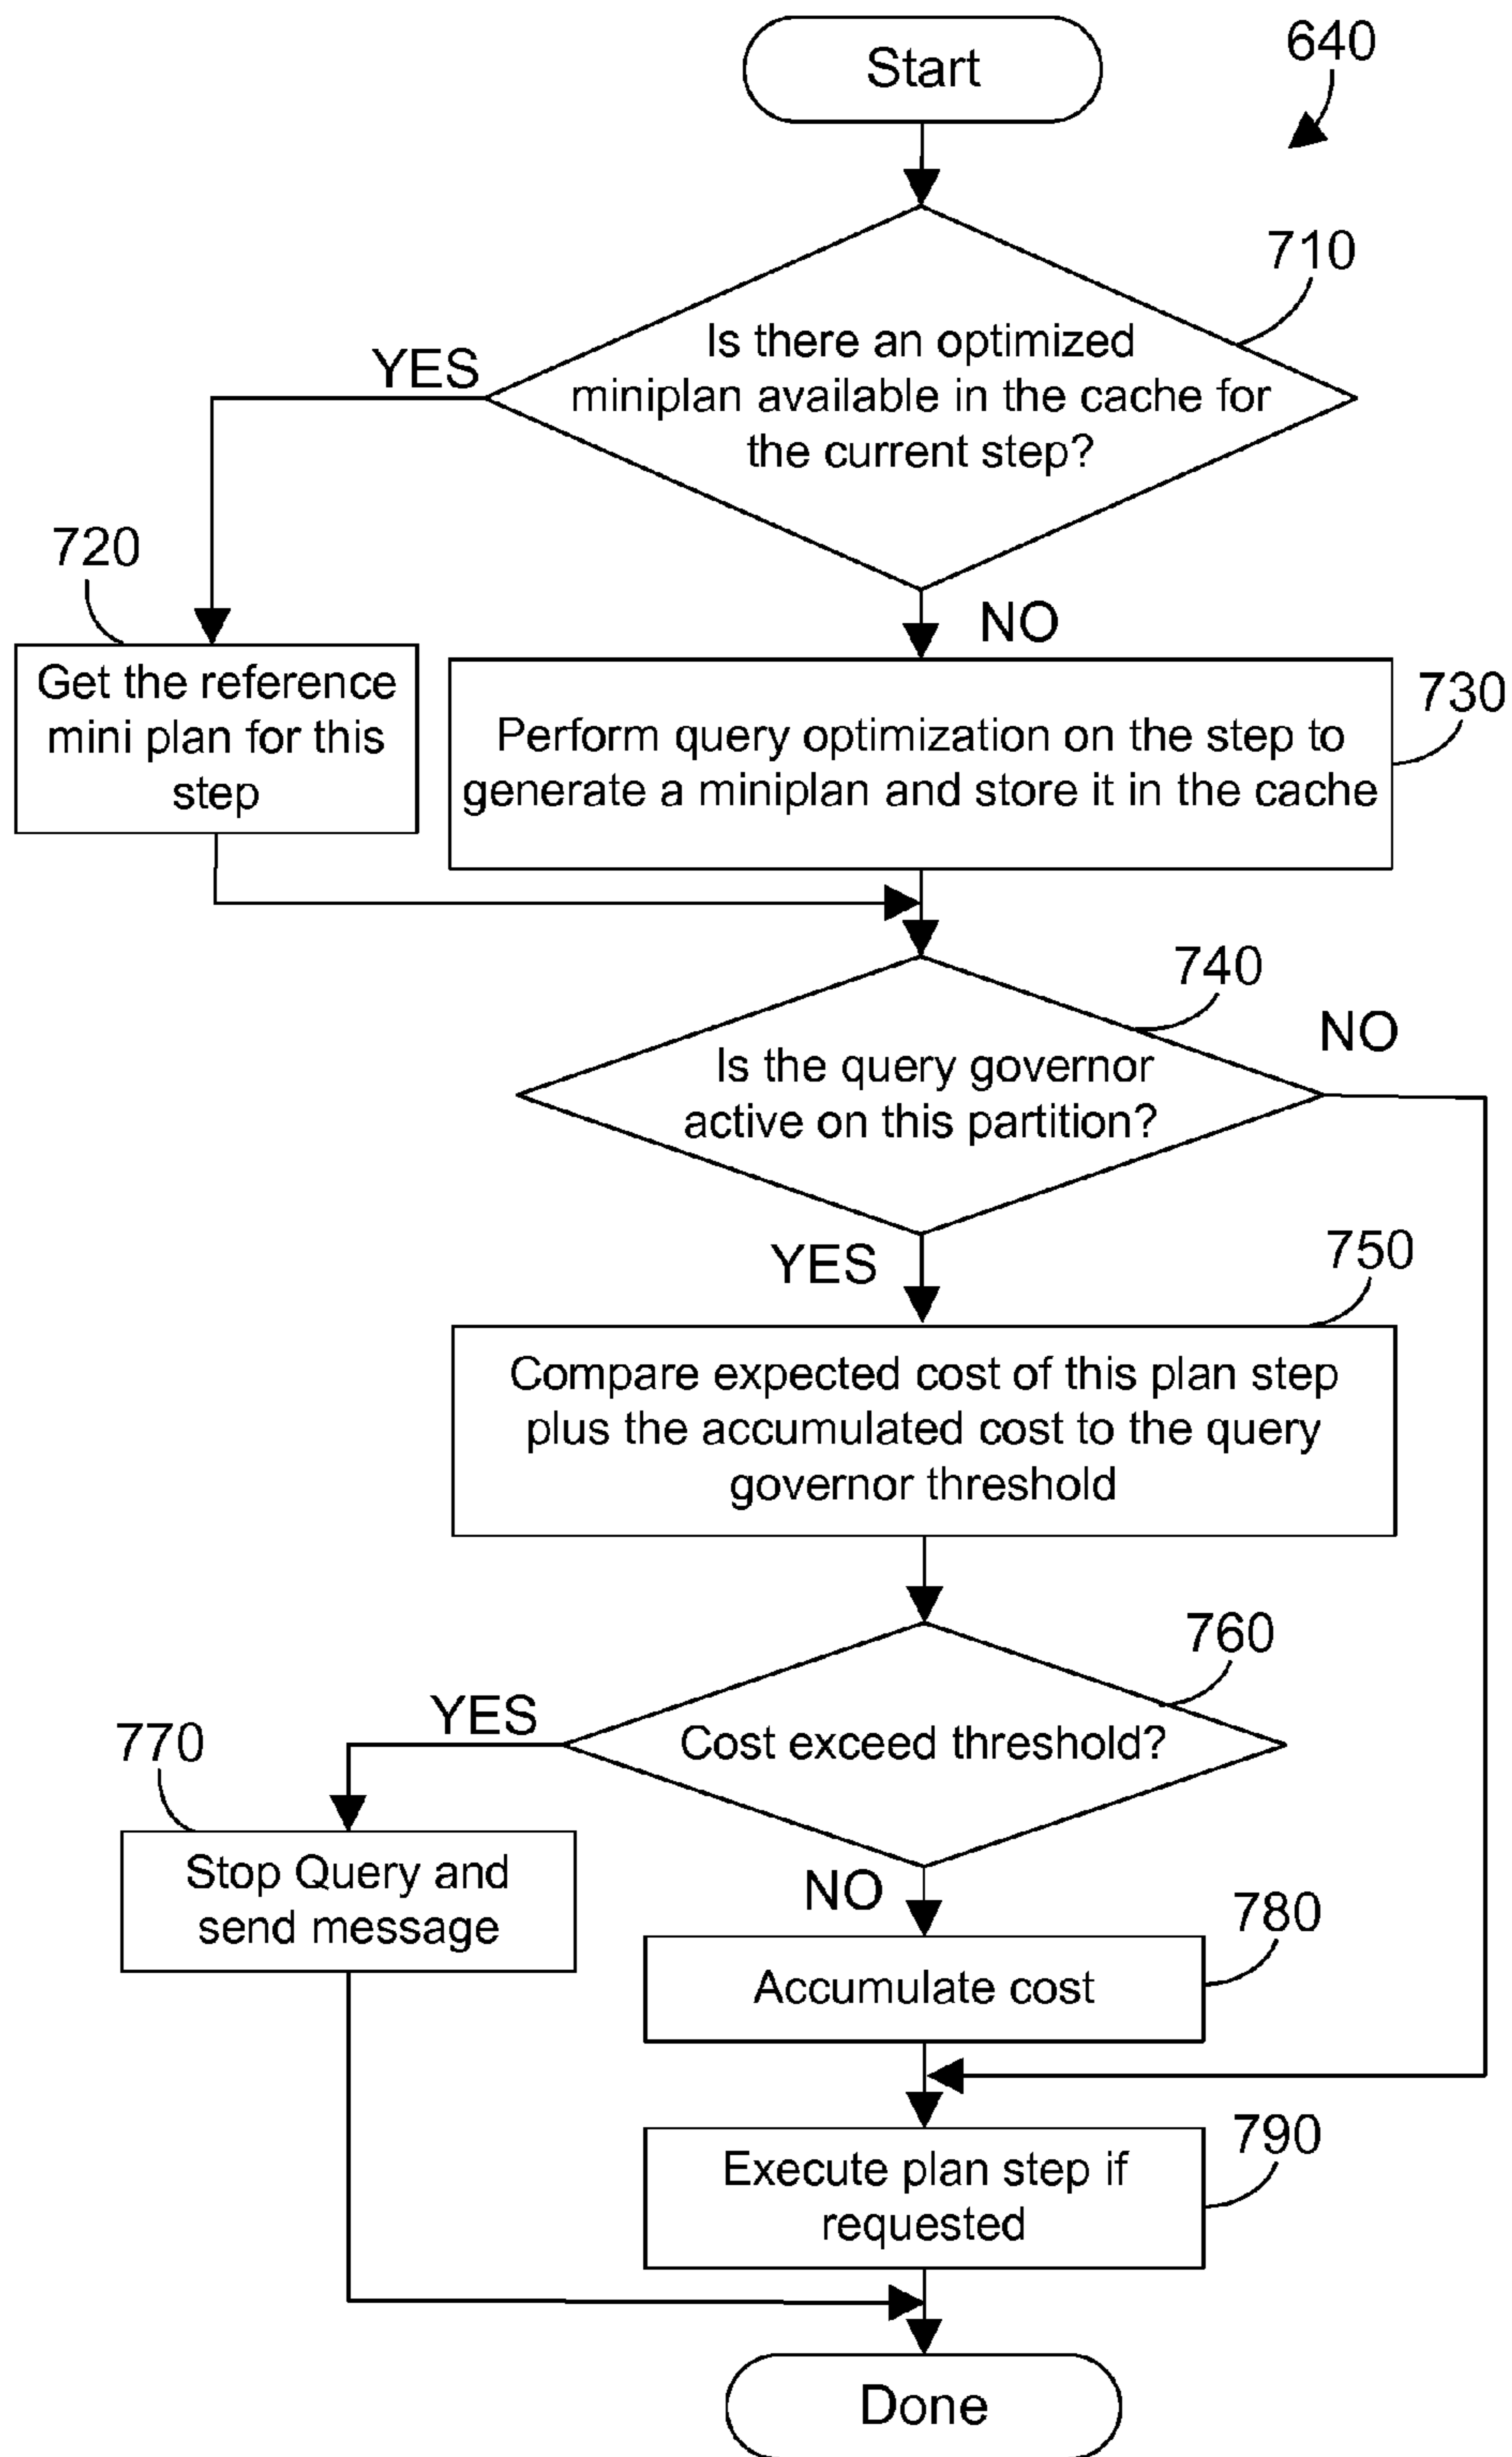 Start
640
710
Is there an optimized
miniplan available in the cache for
the current step?
YES
720
NO
Get the reference
mini plan for this
step
730
Perform query optimization on the step to
generate a miniplan and store it in the cache
740
NO
Is the query governor
active on this partition?
YES
750
Compare expected cost of this plan step
plus the accumulated cost to the query
governor threshold
760
YES
770
Cost exceed threshold?
Stop Query and
send message
NO
780
Accumulate cost
790
Execute plan step if
requested
Done